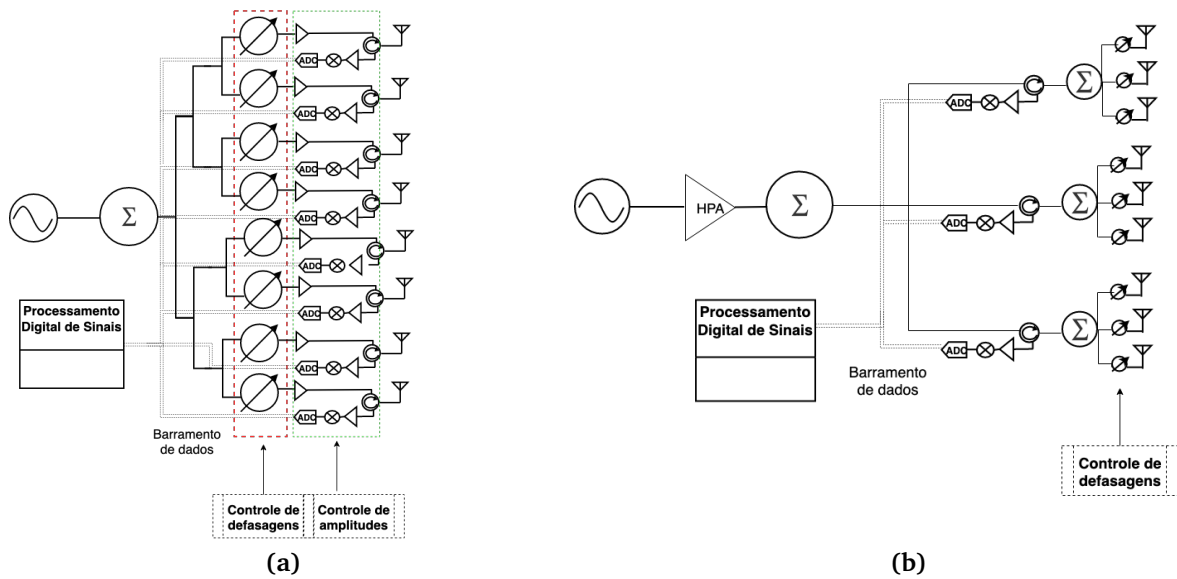 ADC
ADC
ADC
ADC
Σ
ADC
ADC
ADC
ADC
Processamento
Digital de Sinais
Barramento
de dados
Controle de
defasagens
Controle de
amplitudes
(a)
Σ
ADC
HPA
Σ
Σ
ADC
Processamento
Digital de Sinais
Σ
ADC
Barramento
de dados
Controle de
defasagens
(b)